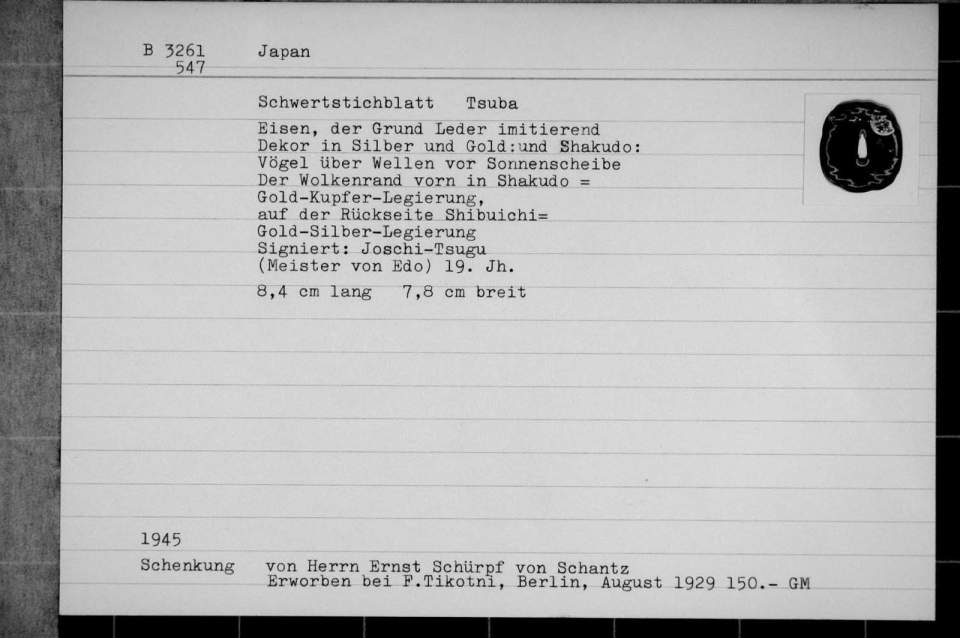 B 3261 Japan
547
Schwertstichblatt Tsuba
Eisen, der Grund Leder imitierend
Dekor in Silber und Gold:und Shakudo:
Vögel über Wellen vor Sonnenscheibe
Der Wolkenrand vorn in Shakudo =
Gold-Kupfer-Legierung,
auf der Rückseite Shibuichi=
Gold-Silber-Legierung
Signiert: Joschi-Tsugu
(Meister von Edo) 19. Jh.
8,4 cm lang 7,8 cm breit
1945
Schenkung von Herrn Ernst Schürpf von Schantz
Erworben bei F.Tikotni, Berlin, August 1929 150.- GM